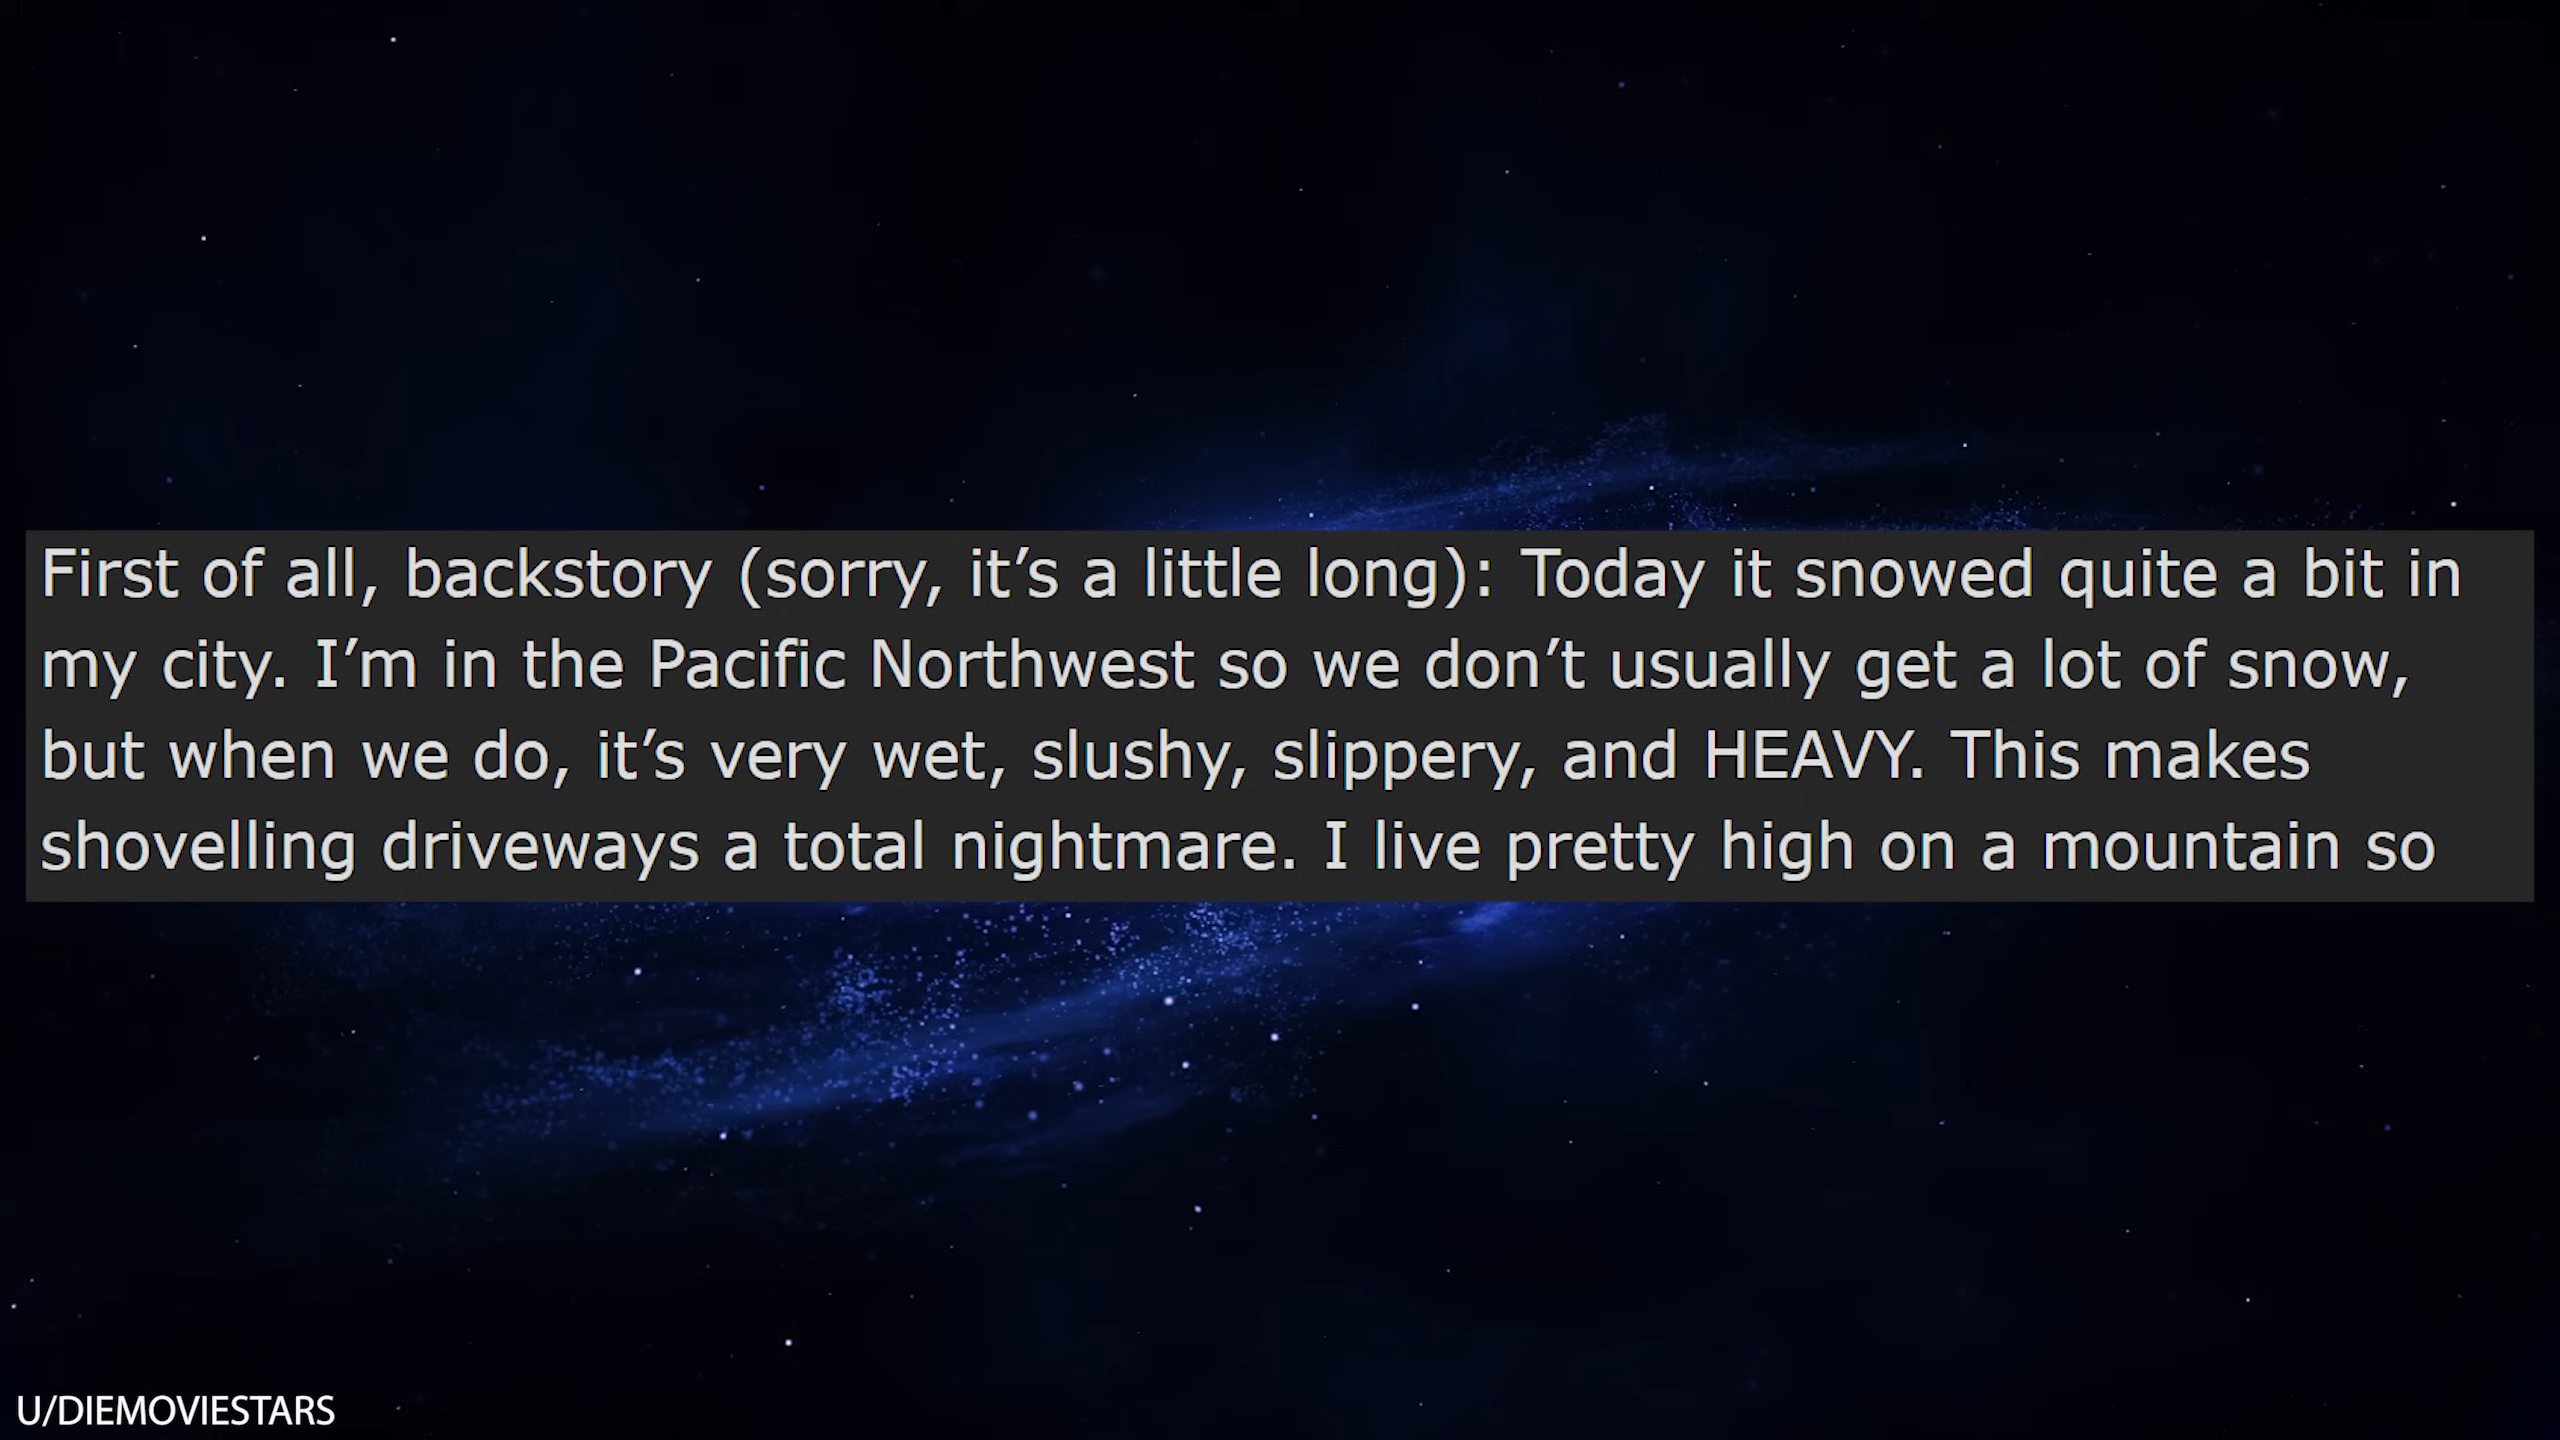 First of all, backstory (sorry, it’s a little long): Today it snowed quite a bit in
my city. I’m in the Pacific Northwest so we don’t usually get a lot of snow,
but when we do, it’s very wet, slushy, slippery, and HEAVY. This makes
shovelling driveways a total nightmare. I live pretty high on a mountain so
U/DIEMOVIESTARS